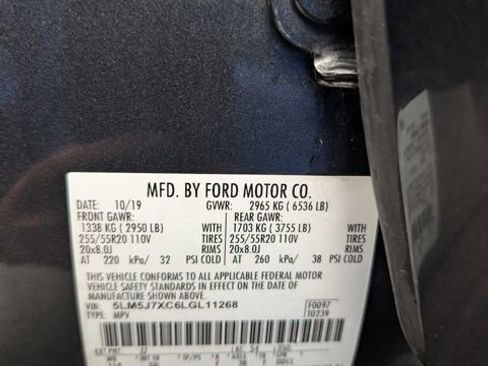 MFD. BY FORD MOTOR CO.
DATE: 10/19 GVWR: 2965 KG ( 6536 LB)
FRONT GAWR: REAR GAWR:
1338 KG ( 2950 LB) WITH 1703 KG ( 3755 LB) WITH
255/55R20 110V TIRES 255/55R20 110V TIRES
20x8.0J RIMS 20x8.0J RIMS
AT 220 kPa/ 32 PSI COLD AT 260 kPa/ 38 PSI COLD
THIS VEHICLE CONFORMS TO ALL APPLICABLE FEDERAL MOTOR
VEHICLE SAFETY STANDARDS IN EFFECT ON THE DATE OF
MANUFACTURE SHOWN ABOVE.
VIN: 5LM5J7XC6LGL11268 F0097
TYPE: MPV T0239
EXT PNT: